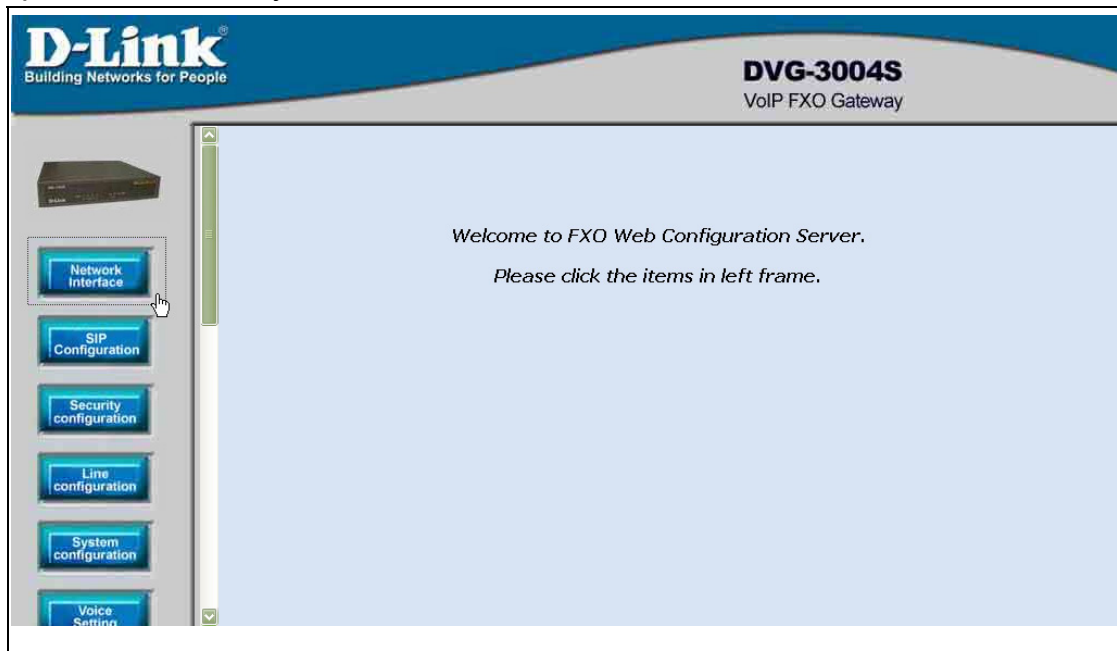 D-Link®
Building Networks for People
DVG-3004S
VoIP FXO Gateway
Welcome to FXO Web Configuration Server.
Please click the items in left frame.
Network
Interface
SIP
Configuration
Security
configuration
Line
configuration
System
configuration
Voice
Setting